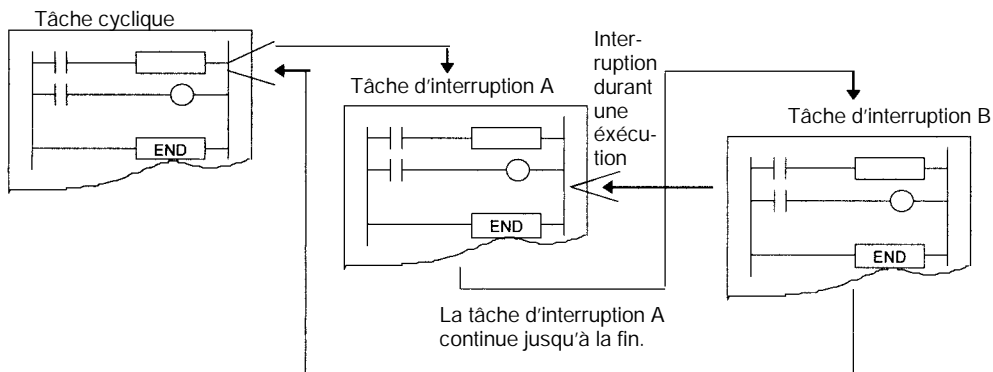 Tâche cyclique
END
Tâche d'interruption A
END
Inter-
ruption
durant
une
éxécu-
tion
Tâche d'interruption B
END
La tâche d'interruption A
continue jusqu'à la fin.